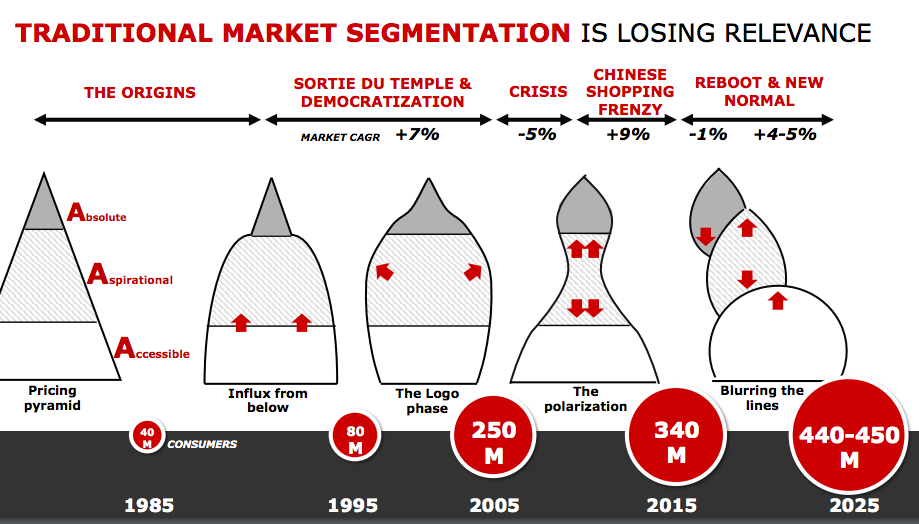 TRADITIONAL MARKET SEGMENTATION IS LOSING RELEVANCE
THE ORIGINS
SORTIE DU TEMPLE &
DEMOCRATIZATION
CRISIS
CHINESE
SHOPPING
FRENZY
REBOOT & NEW
NORMAL
MARKET CAGR +7%
-5%
+9%
-1%
+4-5%
Absolute
Aspirational
Accessible
Pricing
pyramid
Influx from
below
The Logo
phase
The
polarization
Blurring the
lines
40
M
CONSUMERS
80
M
250
M
340
M
440-450
M
1985
1995
2005
2015
2025